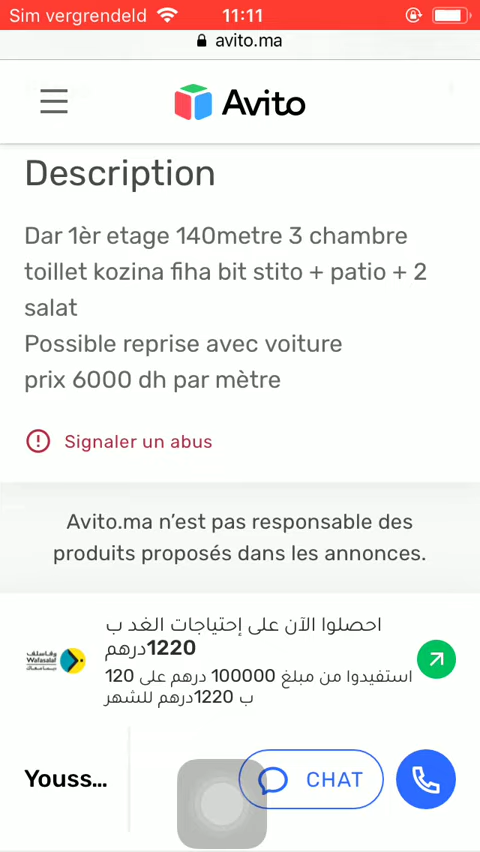 Sim vergrendeld 11:11
avito.ma
Avito
Description
Dar 1èr etage 140metre 3 chambre
toillet kozina fiha bit stito + patio + 2
salat
Possible reprise avec voiture
prix 6000 dh par mètre
Signaler un abus
Avito.ma n’est pas responsable des
produits proposés dans les annonces.
احصلوا الآن على إحتياجات الغد ب
1220درهم
وفاسلف
Wafasalaf
استفيدوا من مبلغ 100000 درهم على 120
ب 1220درهم للشهر
Youss...
CHAT